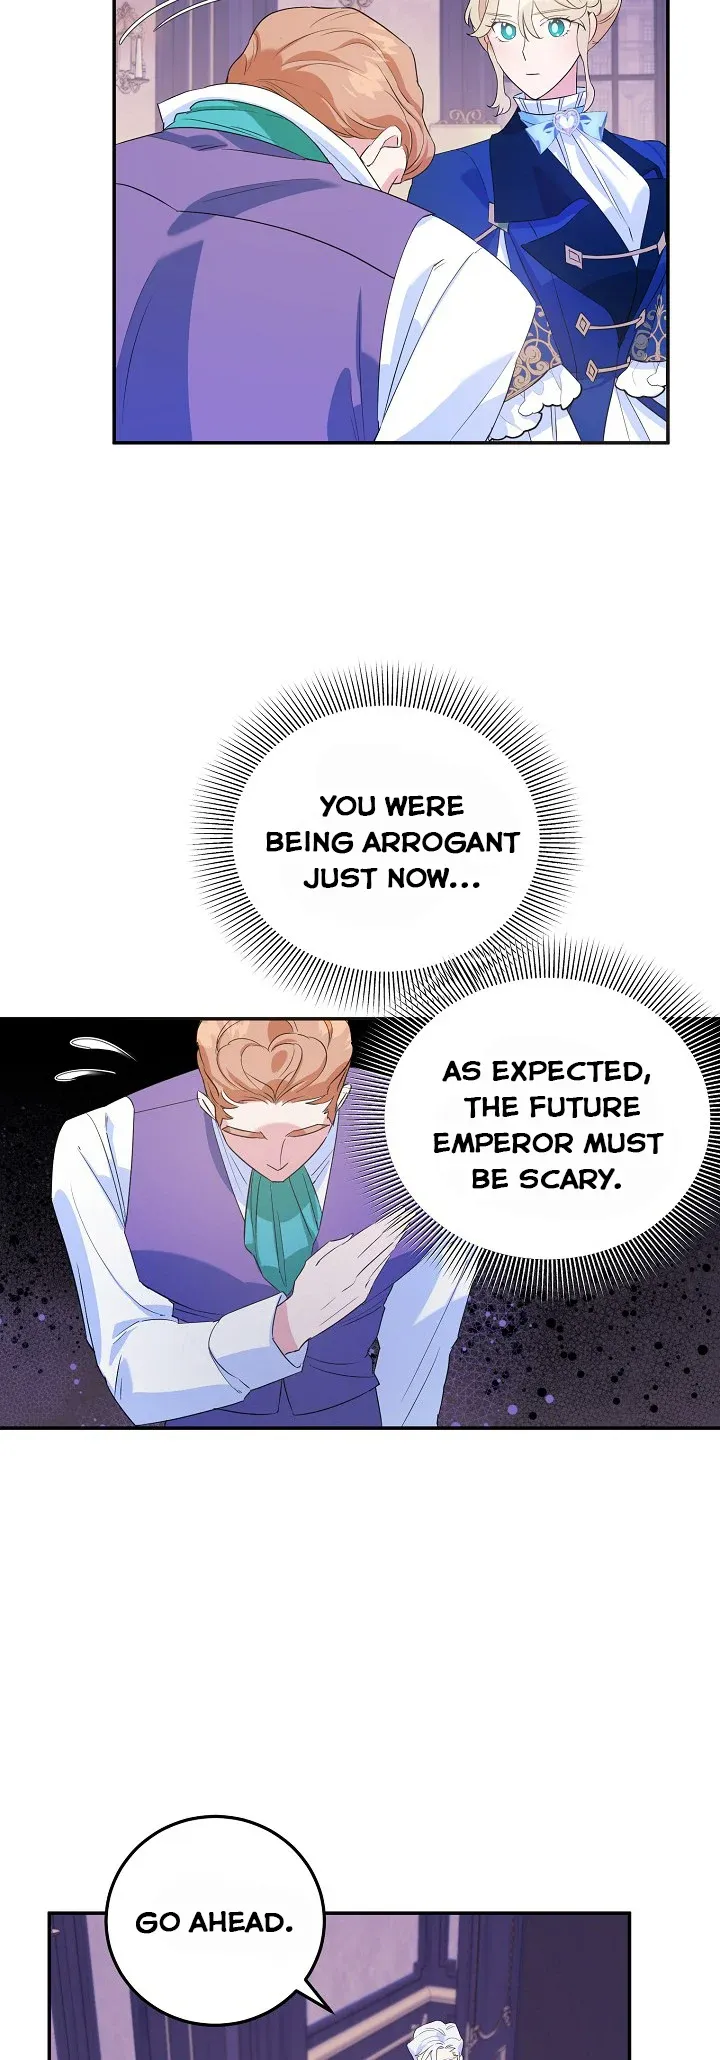 YOU WERE
BEING ARROGANT
JUST NOW...
AS EXPECTED,
THE FUTURE
EMPEROR MUST
BE SCARY.
GO AHEAD.